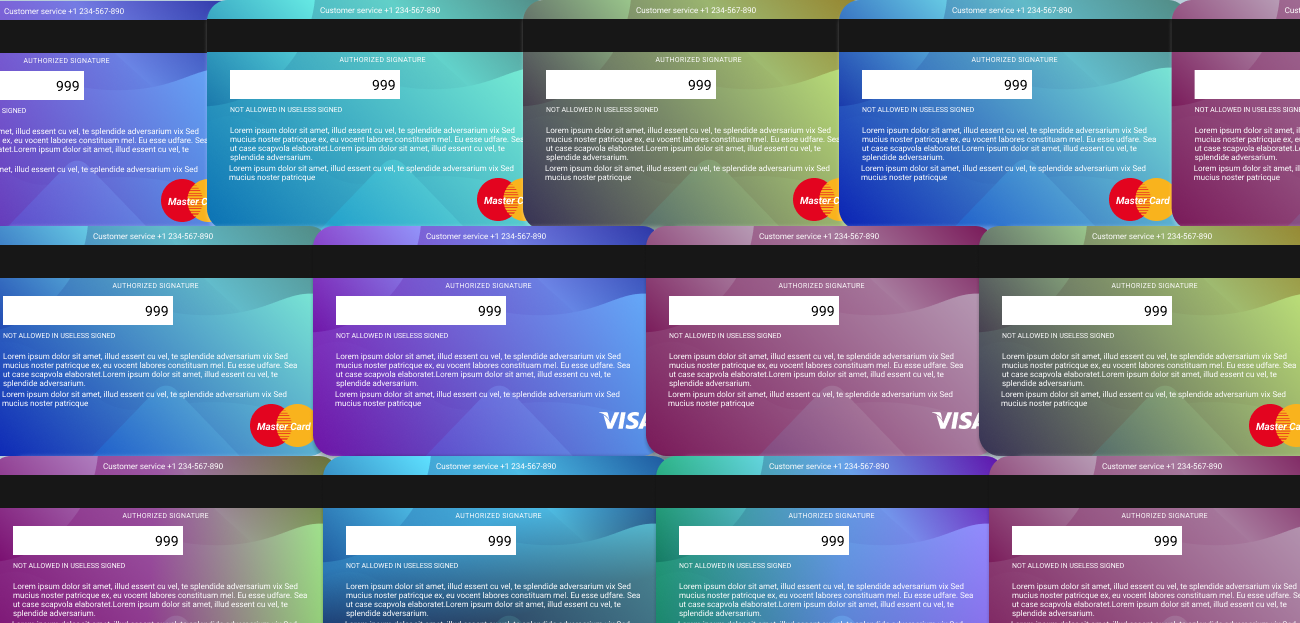 Customer service +1 234-567-890
AUTHORIZED SIGNATURE
999
SIGNED
illud essent cu vel, te splendide adversarium vix Sed
ex, eu vocent labores constituam mel. Eu esse udfare. Sea
ipsum dolor sit amet, illud essent cu vel, te
illud essent cu vel, te splendide adversarium vix Sed
Master C
Customer service +1 234-567-890
AUTHORIZED SIGNATURE
999
NOT ALLOWED IN USELESS SIGNED
Lorem ipsum dolor sit amet, illud essent cu vel, te splendide adversarium vix Sed
mucius noster patricque ex, eu vocent labores constituam mel. Eu esse udfare. Sea
ut case scapvola elaboratet.Lorem ipsum dolor sit amet, illud essent cu vel, te
splendide adversarium.
Lorem ipsum dolor sit amet, illud essent cu vel, te splendide adversarium vix Sed
mucius noster patricque
Master C
Customer service +1 234-567-890
AUTHORIZED SIGNATURE
999
NOT ALLOWED IN USELESS SIGNED
Lorem ipsum dolor sit amet, illud essent cu vel, te splendide adversarium vix Sed
mucius noster patricque ex, eu vocent labores constituam mel. Eu esse udfare. Sea
ut case scapvola elaboratet.Lorem ipsum dolor sit amet, illud essent cu vel, te
splendide adversarium.
Lorem ipsum dolor sit amet, illud essent cu vel, te splendide adversarium vix Sed
mucius noster patricque
Master C
Customer service +1 234-567-890
AUTHORIZED SIGNATURE
999
NOT ALLOWED IN USELESS SIGNED
Lorem ipsum dolor sit amet, illud essent cu vel, te splendide adversarium vix Sed
mucius noster patricque ex, eu vocent labores constituam mel. Eu esse udfare. Sea
ut case scapvola elaboratet.Lorem ipsum dolor sit amet, illud essent cu vel, te
splendide adversarium.
Lorem ipsum dolor sit amet, illud essent cu vel, te splendide adversarium vix Sed
mucius noster patricque
Master Card
NOT ALLOWED IN USELESS
Lorem ipsum dolor sit
mucius noster patricque
ut case scapvola
splendide adversarium.
Lorem ipsum dolor sit
mucius noster patricque
Customer service +1 234-567-890
AUTHORIZED SIGNATURE
999
NOT ALLOWED IN USELESS SIGNED
Lorem ipsum dolor sit amet, illud essent cu vel, te splendide adversarium vix Sed
mucius noster patricque ex, eu vocent labores constituam mel. Eu esse udfare. Sea
ut case scapvola elaboratet.Lorem ipsum dolor sit amet, illud essent cu vel, te
splendide adversarium.
Lorem ipsum dolor sit amet, illud essent cu vel, te splendide adversarium vix Sed
mucius noster patricque
Master Card
Customer service +1 234-567-890
AUTHORIZED SIGNATURE
999
NOT ALLOWED IN USELESS SIGNED
Lorem ipsum dolor sit amet, illud essent cu vel, te splendide adversarium vix Sed
mucius noster patricque ex, eu vocent labores constituam mel. Eu esse udfare. Sea
ut case scapvola elaboratet.Lorem ipsum dolor sit amet, illud essent cu vel, te
splendide adversarium.
Lorem ipsum dolor sit amet, illud essent cu vel, te splendide adversarium vix Sed
mucius noster patricque
VISA
Customer service +1 234-567-890
AUTHORIZED SIGNATURE
999
NOT ALLOWED IN USELESS SIGNED
Lorem ipsum dolor sit amet, illud essent cu vel, te splendide adversarium vix Sed
mucius noster patricque ex, eu vocent labores constituam mel. Eu esse udfare. Sea
ut case scapvola elaboratet.Lorem ipsum dolor sit amet, illud essent cu vel, te
splendide adversarium.
Lorem ipsum dolor sit amet, illud essent cu vel, te splendide adversarium vix Sed
mucius noster patricque
VISA
Customer service +1 234-567-890
AUTHORIZED SIGNATURE
999
NOT ALLOWED IN USELESS SIGNED
Lorem ipsum dolor sit amet, illud essent cu vel, te splendide adversarium vix Sed
mucius noster patricque ex, eu vocent labores constituam mel. Eu esse udfare. Sea
ut case scapvola elaboratet.Lorem ipsum dolor sit amet, illud essent cu vel, te
splendide adversarium.
Lorem ipsum dolor sit amet, illud essent cu vel, te splendide adversarium vix Sed
mucius noster patricque
Master Ca
Customer service +1 234-567-890
AUTHORIZED SIGNATURE
999
NOT ALLOWED IN USELESS SIGNED
Lorem ipsum dolor sit amet, illud essent cu vel, te splendide adversarium vix Sed
mucius noster patricque ex, eu vocent labores constituam mel. Eu esse udfare. Sea
ut case scapvola elaboratet.Lorem ipsum dolor sit amet, illud essent cu vel, te
splendide adversarium.
Customer service +1 234-567-890
AUTHORIZED SIGNATURE
999
NOT ALLOWED IN USELESS SIGNED
Lorem ipsum dolor sit amet, illud essent cu vel, te splendide adversarium vix Sed
mucius noster patricque ex, eu vocent labores constituam mel. Eu esse udfare. Sea
ut case scapvola elaboratet.Lorem ipsum dolor sit amet, illud essent cu vel, te
splendide adversarium.
Customer service +1 234-567-890
AUTHORIZED SIGNATURE
999
NOT ALLOWED IN USELESS SIGNED
Lorem ipsum dolor sit amet, illud essent cu vel, te splendide adversarium vix Sed
mucius noster patricque ex, eu vocent labores constituam mel. Eu esse udfare. Sea
ut case scapvola elaboratet.Lorem ipsum dolor sit amet, illud essent cu vel, te
splendide adversarium.
Customer service +1 234-567-890
AUTHORIZED SIGNATURE
999
NOT ALLOWED IN USELESS SIGNED
Lorem ipsum dolor sit amet, illud essent cu vel, te splendide adversarium vix Sed
mucius noster patricque ex, eu vocent labores constituam mel. Eu esse udfare. Sea
ut case scapvola elaboratet.Lorem ipsum dolor sit amet, illud essent cu vel, te
splendide adversarium.